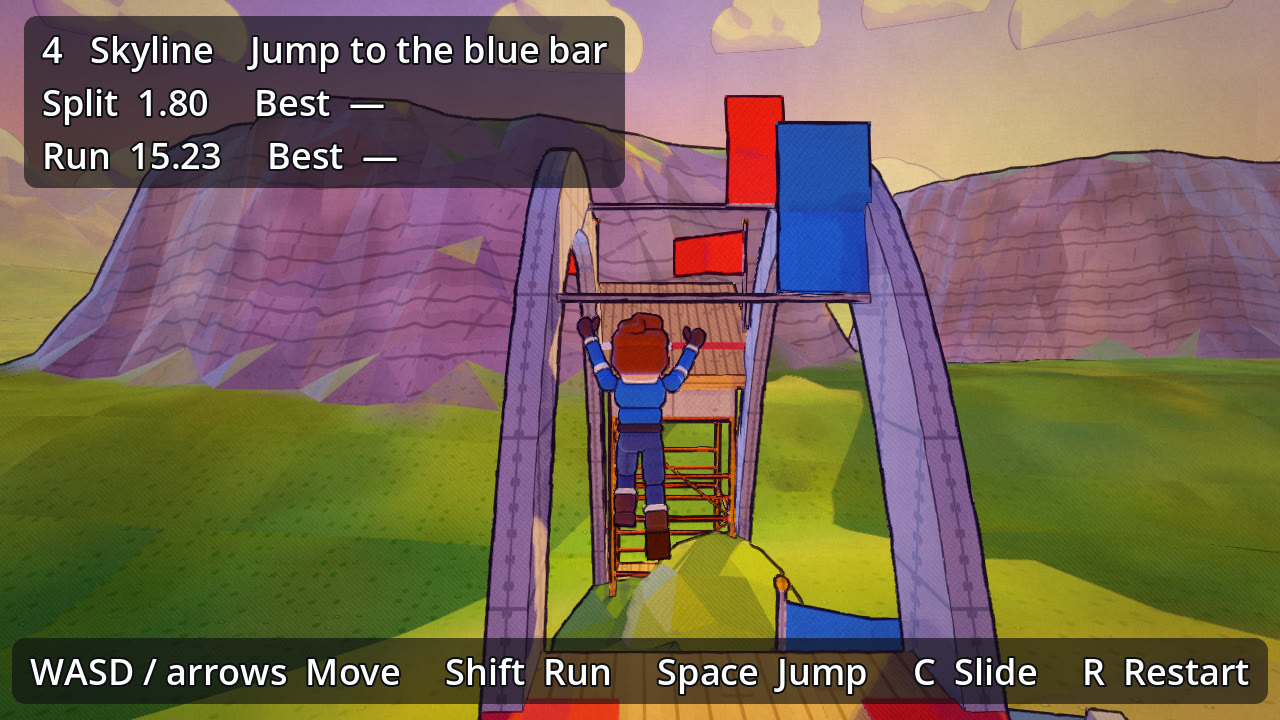 4 Skyline Jump to the blue bar
Split 1.80 Best —
Run 15.23 Best —
WASD / arrows Move Shift Run Space Jump C Slide R Restart